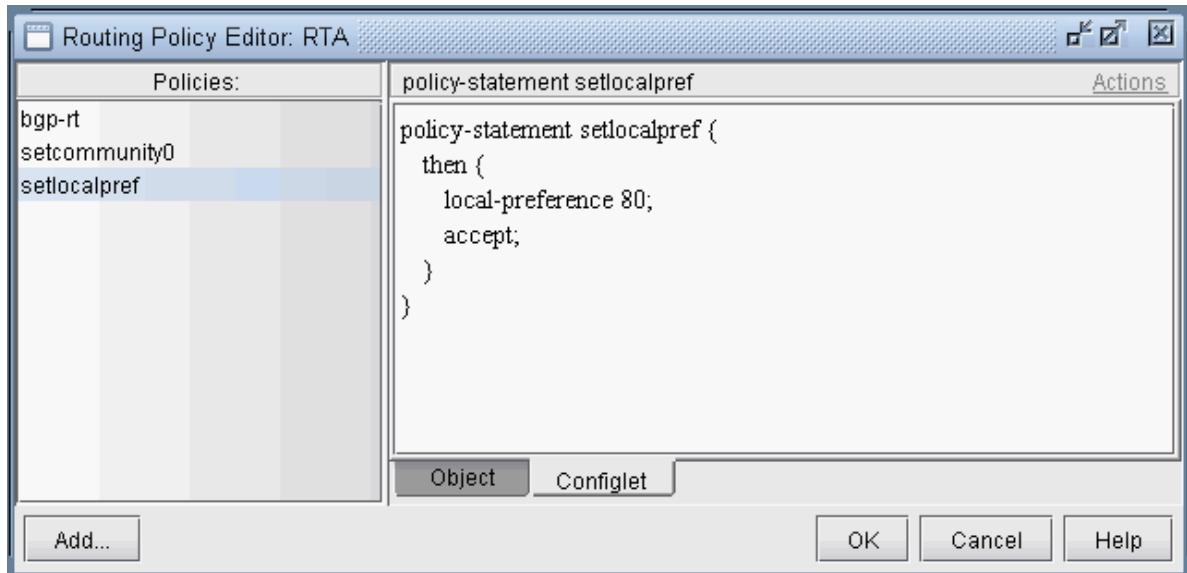 Routing Policy Editor: RTA
Policies:
bgp-rt
setcommunity0
setlocalpref
policy-statement setlocalpref
Actions
policy-statement setlocalpref {
then {
local-preference 80;
accept;
}
}
Object
Configlet
Add...
OK
Cancel
Help